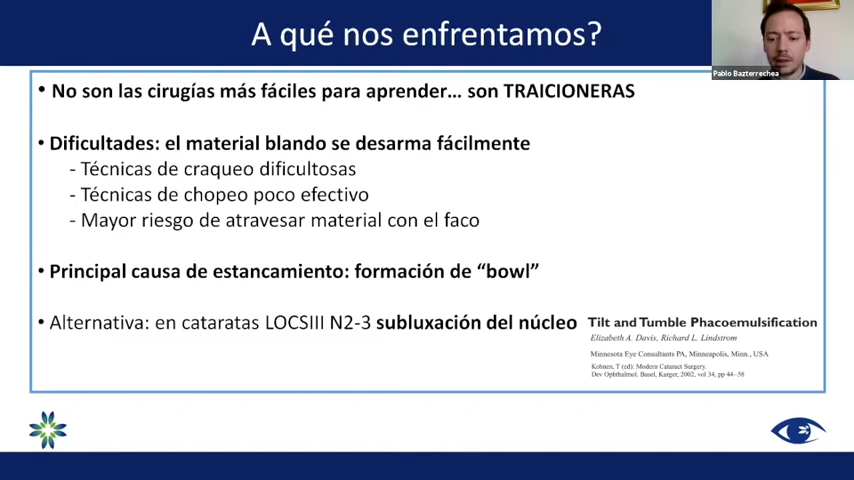 A qué nos enfrentamos?
Pablo Bazterrechea
• No son las cirugías más fáciles para aprender... son TRAICIONERAS
• Dificultades: el material blando se desarma fácilmente
- Técnicas de craqueo dificultosas
- Técnicas de chopeo poco efectivo
- Mayor riesgo de atravesar material con el faco
• Principal causa de estancamiento: formación de “bowl”
• Alternativa: en cataratas LOCSIII N2-3 subluxación del núcleo
Tilt and Tumble Phacoemulsification
Elizabeth A. Davis, Richard L. Lindstrom
Minnesota Eye Consultants PA, Minneapolis, Minn., USA
Kohnen, T (ed): Modern Cataract Surgery.
Dev Ophthalmol. Basel, Karger, 2002, vol 34, pp 44–58